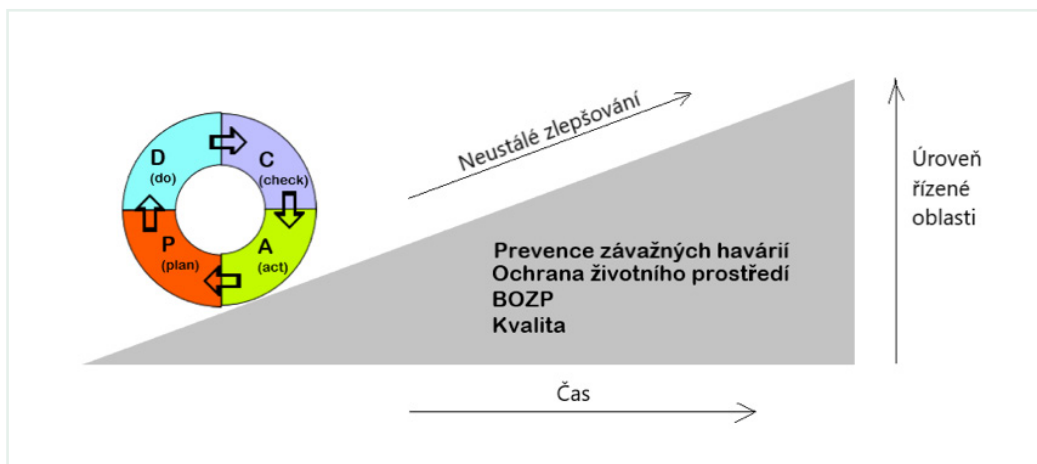 D
(do)
C
(check)
P
(plan)
A
(act)
Neustálé zlepšování
Úroveň
řízené
oblasti
Prevence závažných havárií
Ochrana životního prostředí
BOZP
Kvalita
Čas